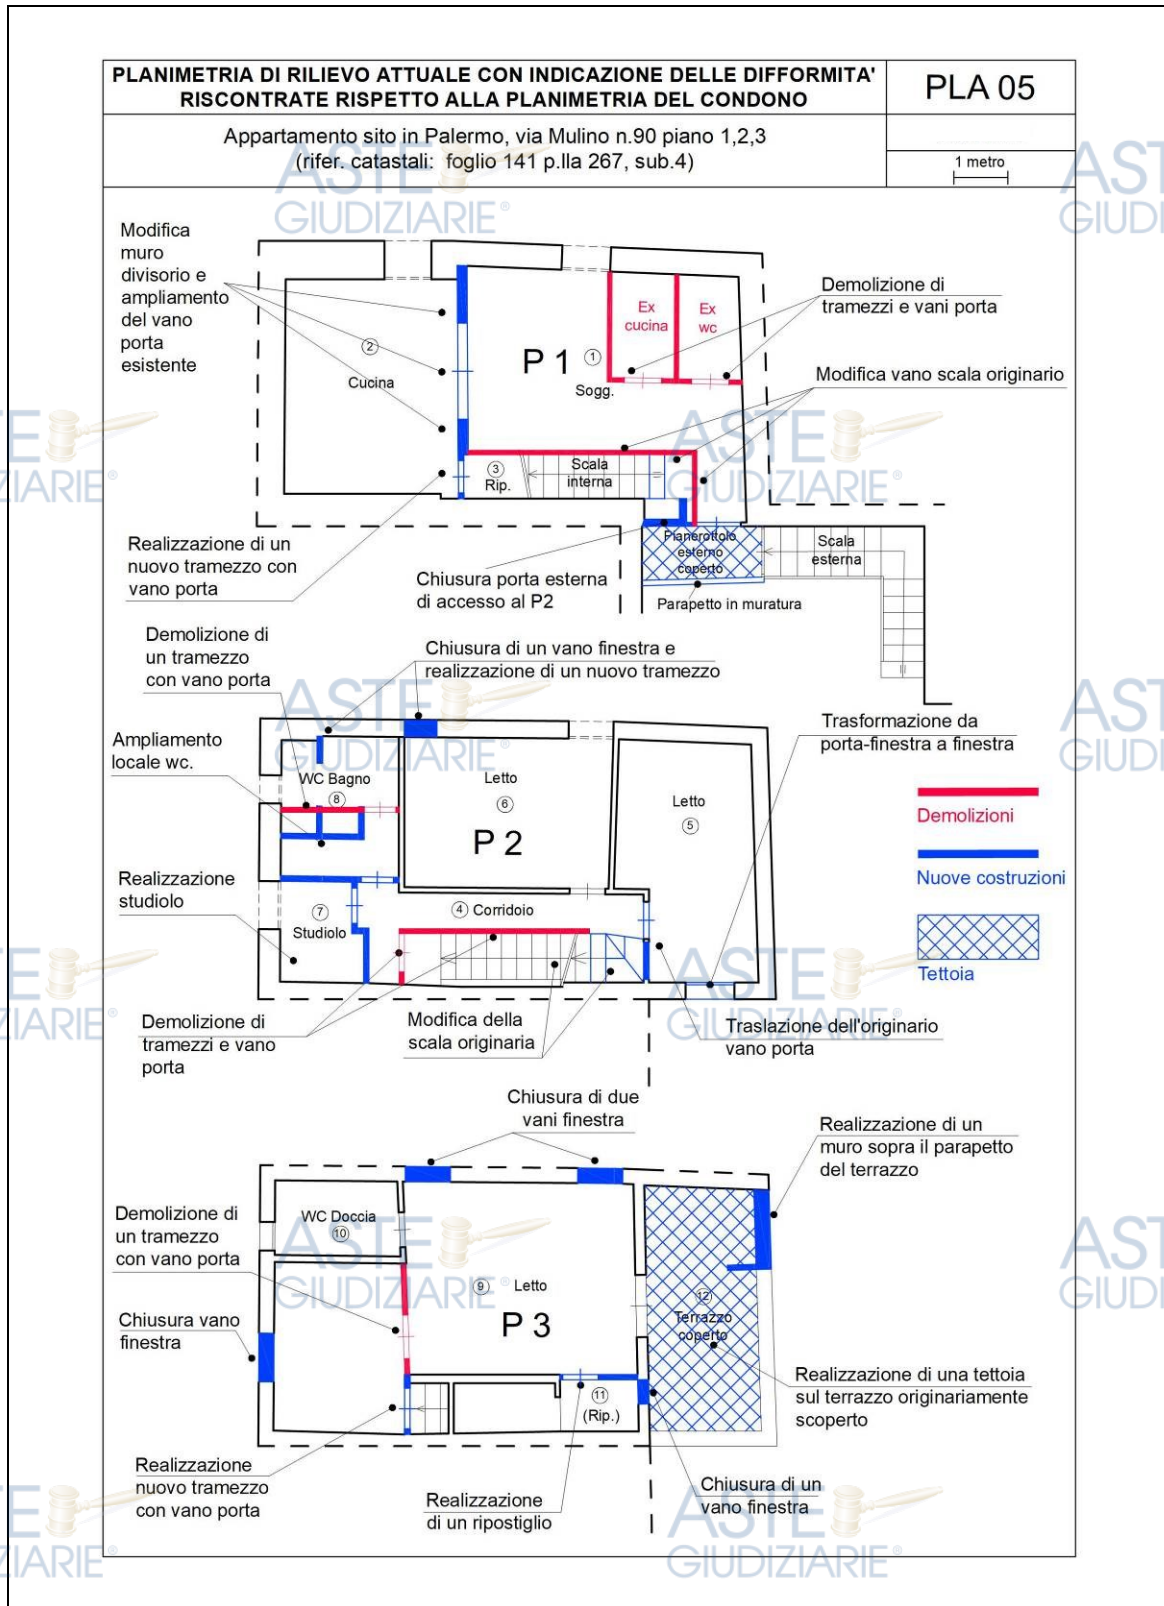 PLANIMETRIA DI RILIEVO ATTUALE CON INDICAZIONE DELLE DIFFORMITA'
RISCONTRATE RISPETTO ALLA PLANIMETRIA DEL CONDONO
PLA 05
Appartamento sito in Palermo, via Mulino n.90 piano 1,2,3
(rifer. catastali: foglio 141 p.lla 267, sub.4)
1 metro
Modifica
muro
divisorio e
ampliamento
del vano
porta
esistente
Demolizione di
tramezzi e vani porta
Ex
cucina
Ex
wc
2
Cucina
P 1
1
Sogg.
Modifica vano scala originario
3
Rip.
Scala
interna
Pianerottolo
esterno
coperto
Scala
esterna
Realizzazione di un
nuovo tramezzo con
vano porta
Chiusura porta esterna
di accesso al P2
Parapetto in muratura
Demolizione di
un tramezzo
con vano porta
Chiusura di un vano finestra e
realizzazione di un nuovo tramezzo
Trasformazione da
porta-finestra a finestra
Ampliamento
locale wc.
WC Bagno
8
Letto
6
P 2
Letto
5
Demolizioni
Nuove costruzioni
Tettoia
Realizzazione
studiolo
7
Studiolo
4 Corridoio
Demolizione di
tramezzi e vano
porta
Modifica della
scala originaria
Traslazione dell'originario
vano porta
Chiusura di due
vani finestra
Realizzazione di un
muro sopra il parapetto
del terrazzo
Demolizione di
un tramezzo
con vano porta
WC Doccia
10
9 Letto
P 3
12
Terrazzo
coperto
Chiusura vano
finestra
Realizzazione di una tettoia
sul terrazzo originariamente
scoperto
11
(Rip.)
Realizzazione
nuovo tramezzo
con vano porta
Realizzazione
di un ripostiglio
Chiusura di un
vano finestra
ASTE
GIUDIZIARIE®